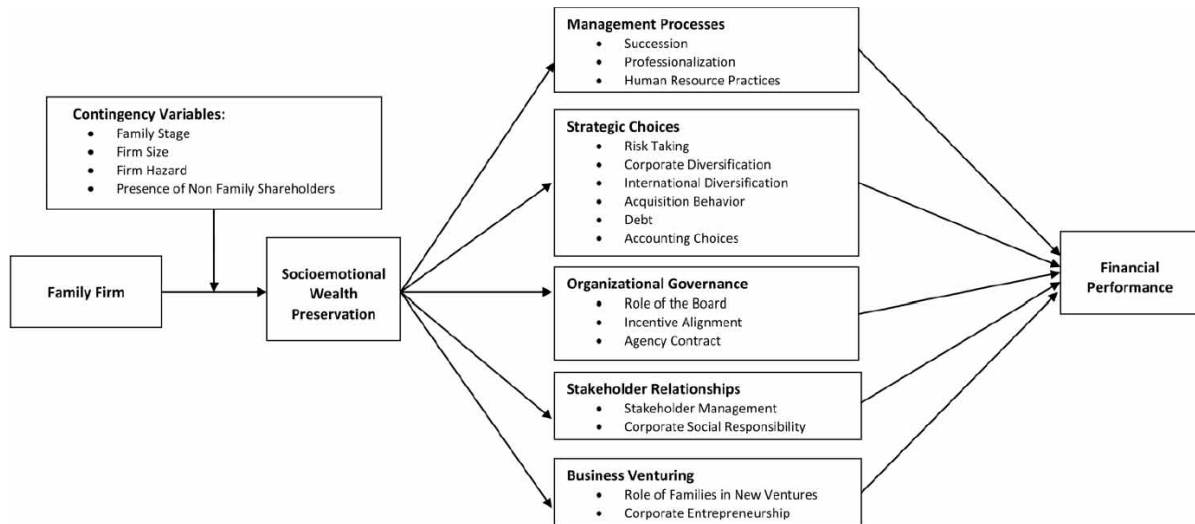 Management Processes
• Succession
• Professionalization
• Human Resource Practices
Contingency Variables:
• Family Stage
• Firm Size
• Firm Hazard
• Presence of Non Family Shareholders
Strategic Choices
• Risk Taking
• Corporate Diversification
• International Diversification
• Acquisition Behavior
• Debt
• Accounting Choices
Family Firm
Socioemotional
Wealth
Preservation
Organizational Governance
• Role of the Board
• Incentive Alignment
• Agency Contract
Financial
Performance
Stakeholder Relationships
• Stakeholder Management
• Corporate Social Responsibility
Business Venturing
• Role of Families in New Ventures
• Corporate Entrepreneurship